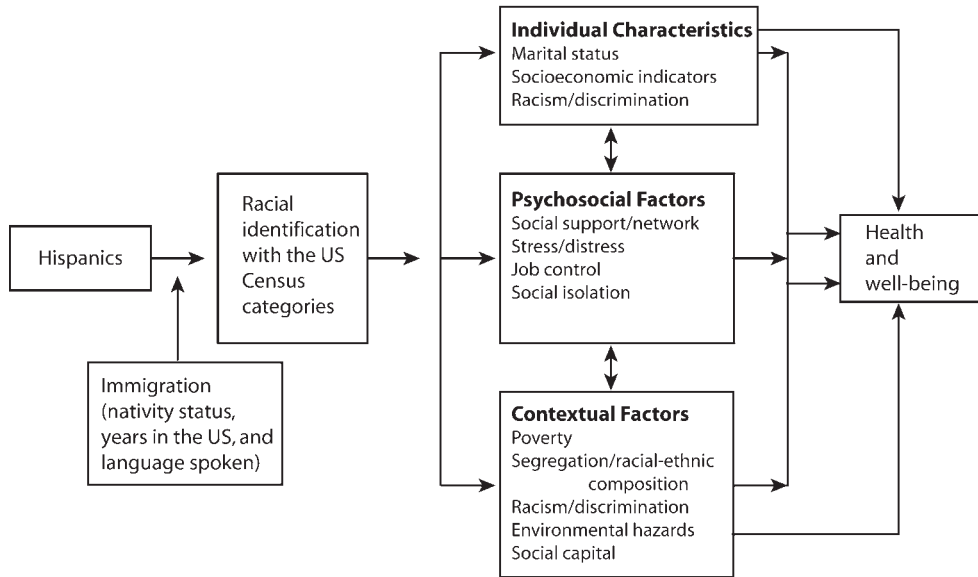 Hispanics
Immigration
(nativity status,
years in the US, and
language spoken)
Racial
identification
with the US
Census
categories
Individual Characteristics
Marital status
Socioeconomic indicators
Racism/discrimination
Psychosocial Factors
Social support/network
Stress/distress
Job control
Social isolation
Contextual Factors
Poverty
Segregation/racial-ethnic
composition
Racism/discrimination
Environmental hazards
Social capital
Health
and
well-being